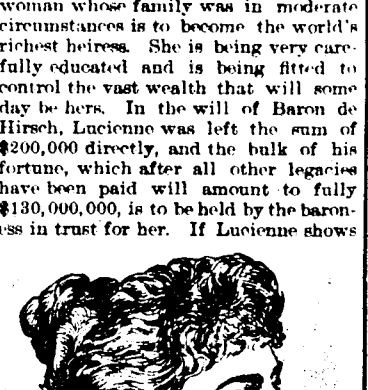 woman whose family was in moderate
circumstances is to become the world's
richest heiress. She is being very care-
fully educated and is being fitted to
control the vast wealth that will some
day be hers. In the will of Baron de
Hirsch, Lucienne was left the sum of
$200,000 directly, and the bulk of his
fortune, which after all other legacies
have been paid will amount to fully
$130,000,000, is to be held by the baron-
ess in trust for her. If Lucienne shows